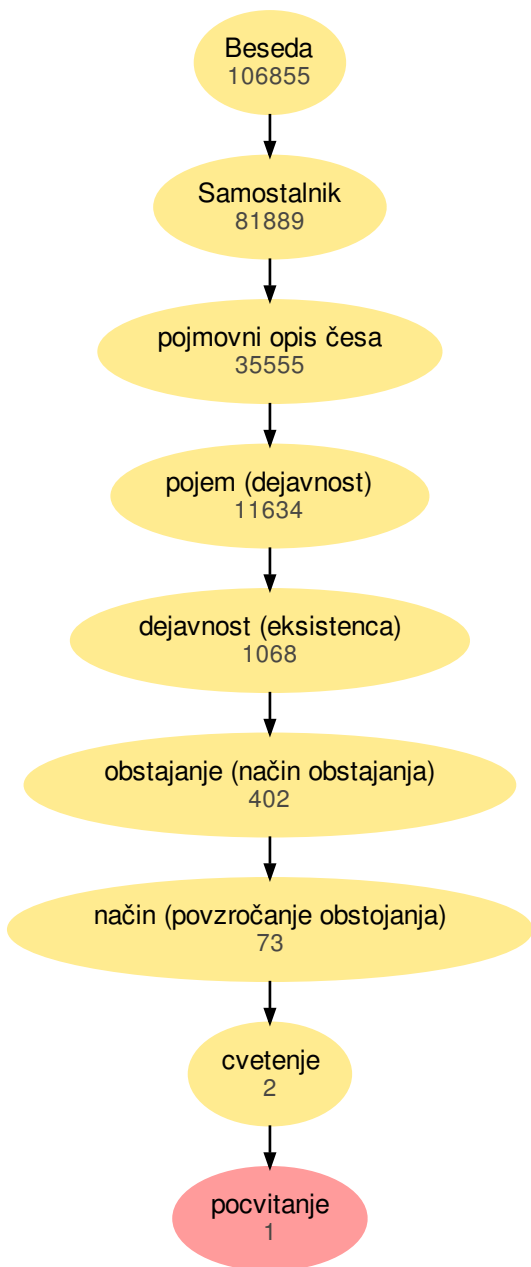 Beseda
106855
Samostalnik
81889
pojmovni opis česa
35555
pojem (dejavnost)
11634
dejavnost (eksistenca)
1068
obstajanje (način obstajanja)
402
način (povzročanje obstojanja)
73
cvetenje
2
pocvitanje
1